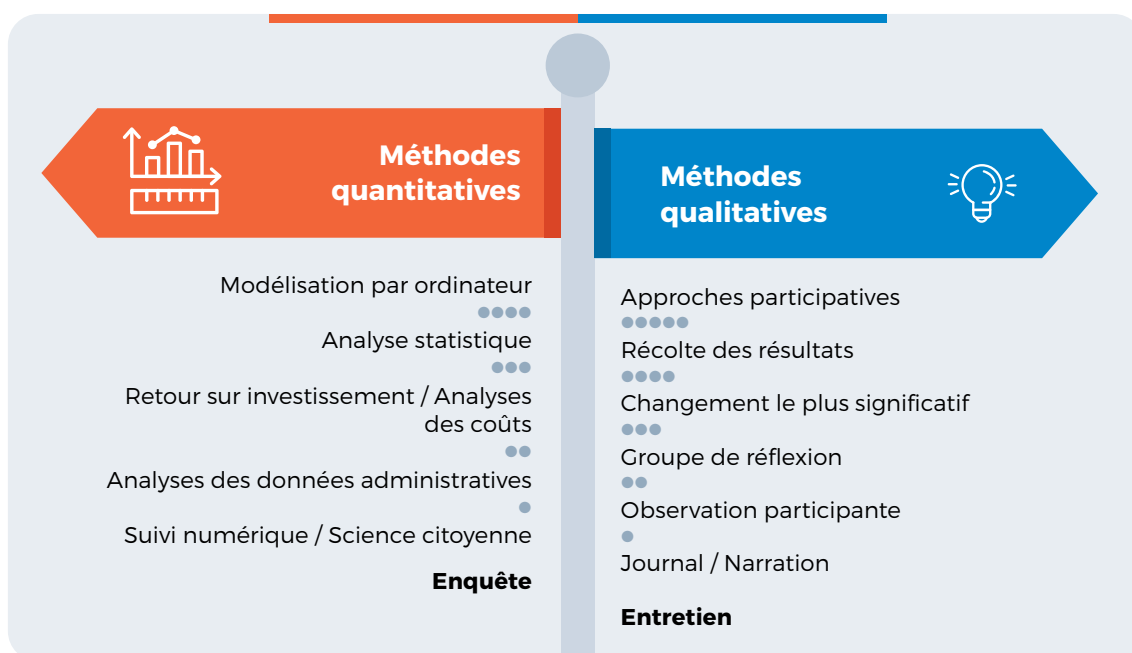 Méthodes
quantitatives
Modélisation par ordinateur
Analyse statistique
Retour sur investissement / Analyses
des coûts
Analyses des données administratives
Suivi numérique / Science citoyenne
Enquête
Méthodes
qualitatives
Approches participatives
Récolte des résultats
Changement le plus significatif
Groupe de réflexion
Observation participante
Journal / Narration
Entretien